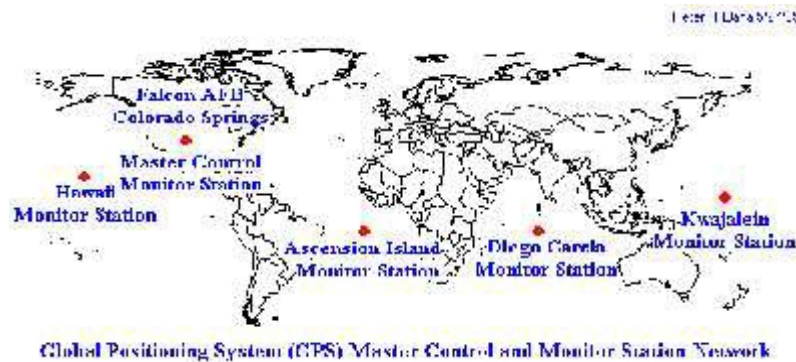 Falcon AFB
Colorado Springs
Master Control
Monitor Station
Hawaii
Monitor Station
Ascension Island
Monitor Station
Diego Garcia
Monitor Station
Kwajalein
Monitor Station
Global Positioning System (GPS) Master Control and Monitor Station Network